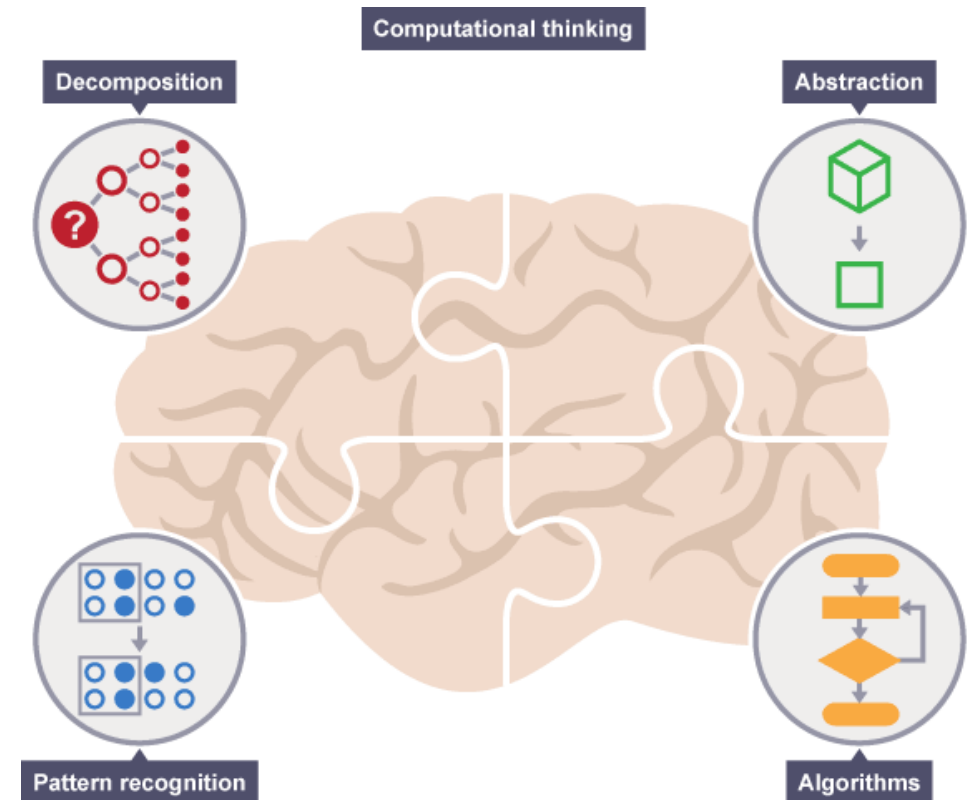 Computational thinking
Decomposition
Abstraction
?
Pattern recognition
Algorithms